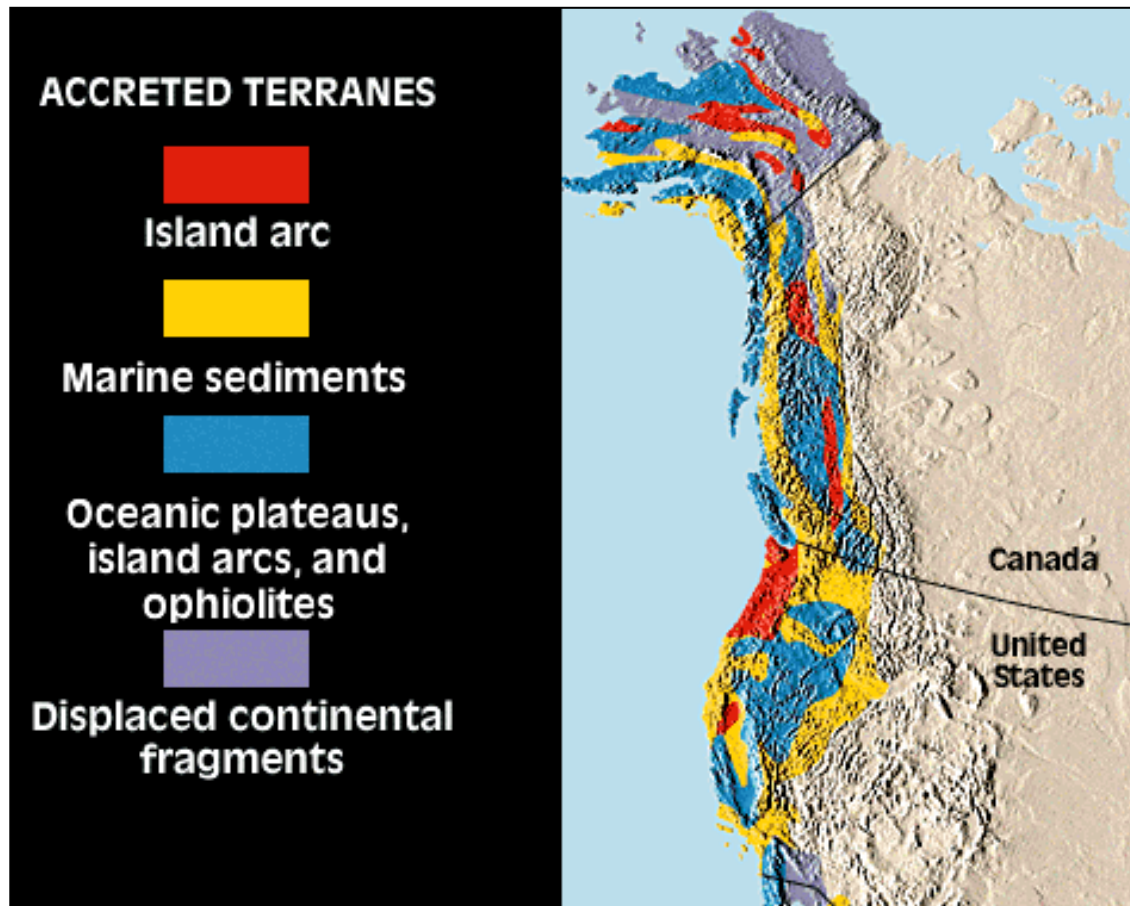 ACCRETED TERRANES
Island arc
Marine sediments
Oceanic plateaus,
island arcs, and
ophiolites
Displaced continental
fragments
Canada
United
States